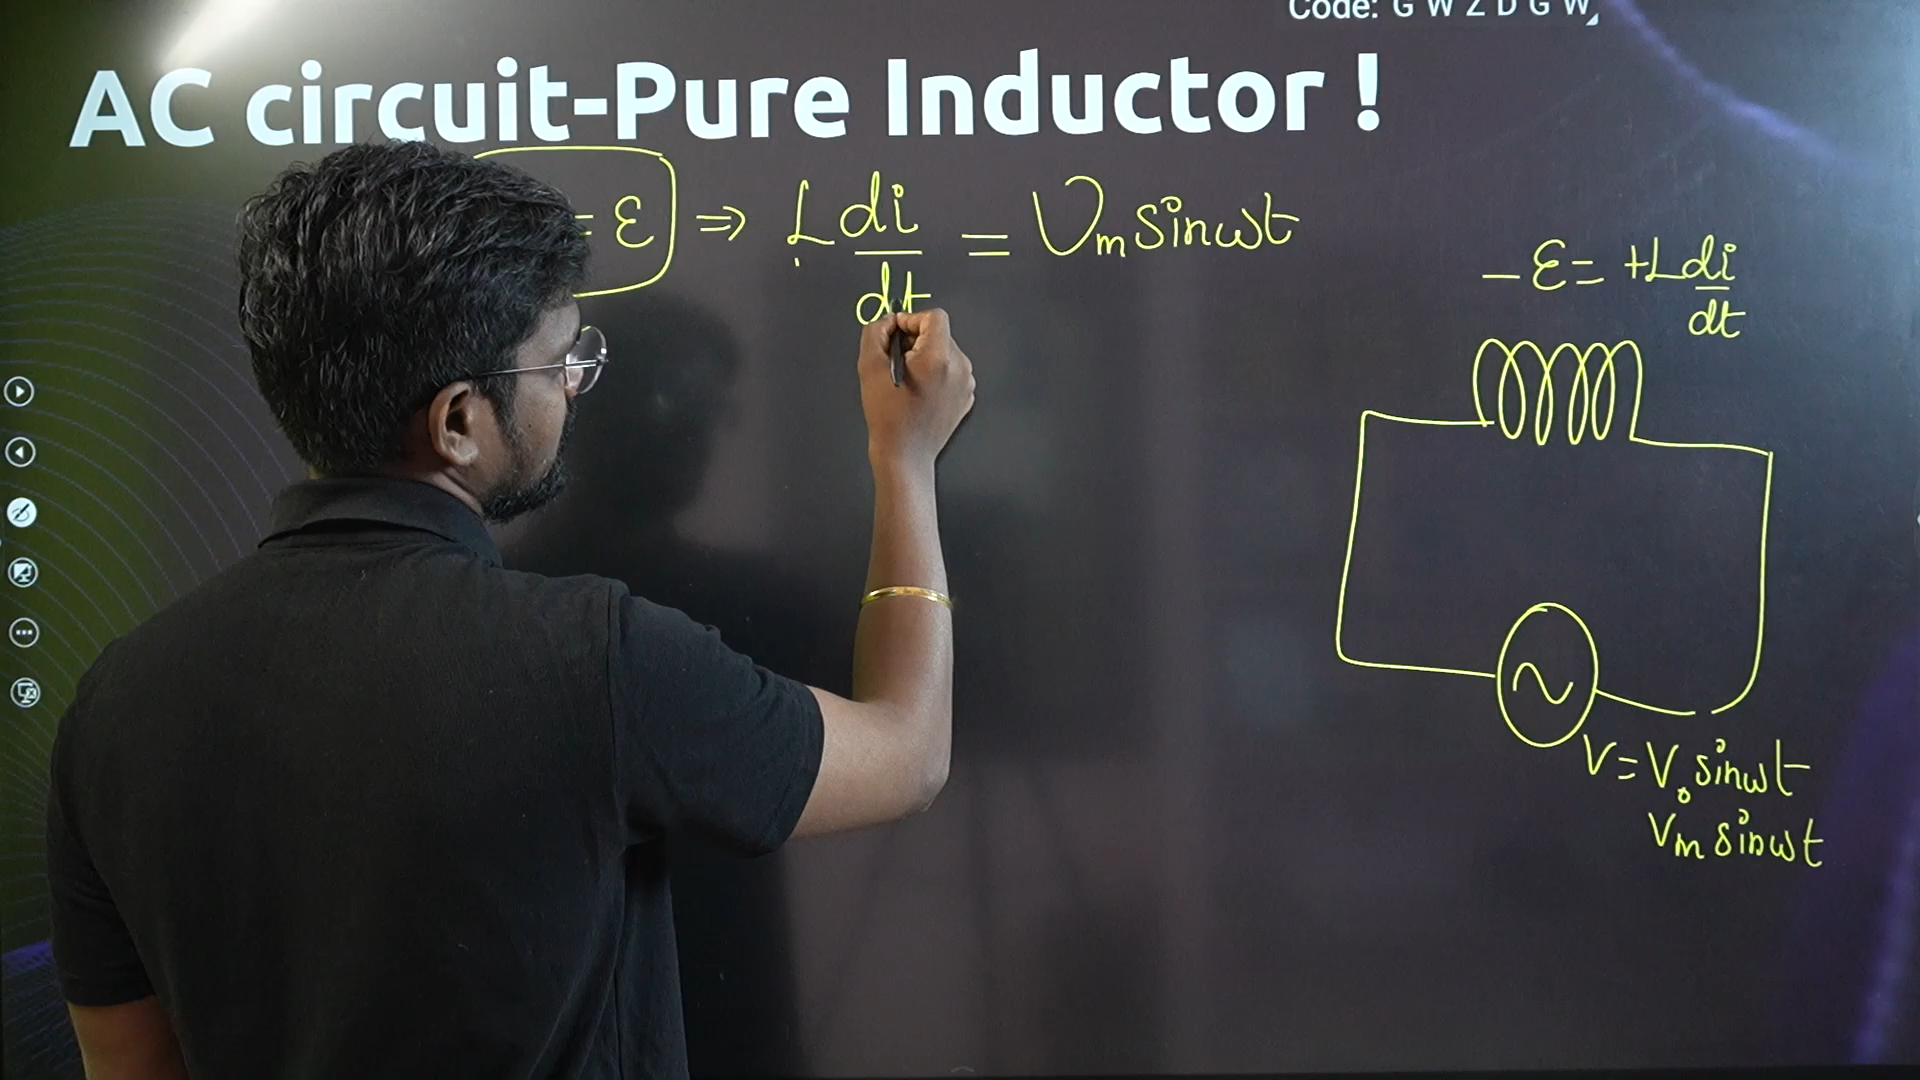 Code: G W Z D G W
AC circuit-Pure Inductor !
= ε ⇒ L di/dt = Vm sinωt
- ε = +L di/dt
V = V₀ sinωt
Vm sinωt